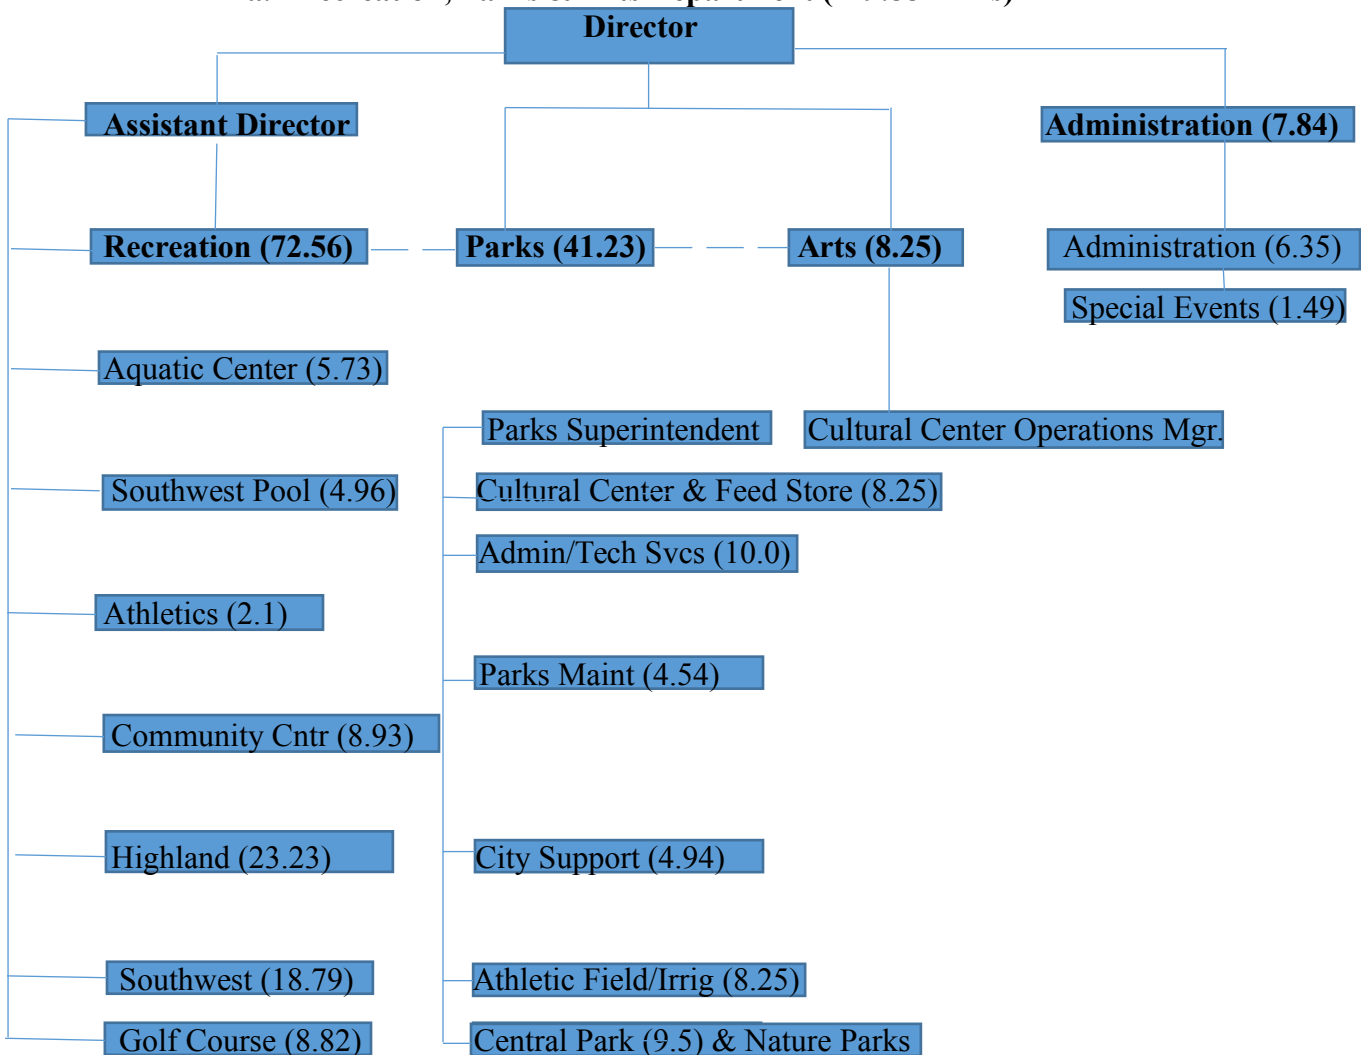 Director
Assistant Director
Administration (7.84)
Recreation (72.56)
Parks (41.23)
Arts (8.25)
Administration (6.35)
Special Events (1.49)
Aquatic Center (5.73)
Parks Superintendent
Cultural Center Operations Mgr.
Southwest Pool (4.96)
Cultural Center & Feed Store (8.25)
Admin/Tech Svcs (10.0)
Athletics (2.1)
Parks Maint (4.54)
Community Cntr (8.93)
Highland (23.23)
City Support (4.94)
Southwest (18.79)
Athletic Field/Irrig (8.25)
Golf Course (8.82)
Central Park (9.5) & Nature Parks